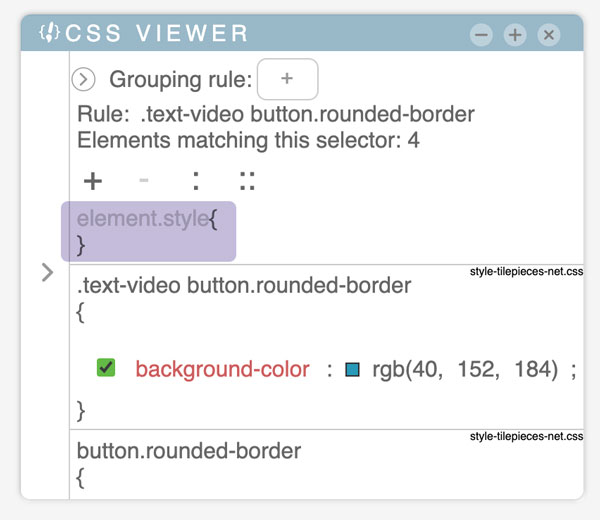 CSS VIEWER
Grouping rule: +
Rule: .text-video button.rounded-border
Elements matching this selector: 4
+ - : ::
element.style{
}
style-tilepieces-net.css
.text-video button.rounded-border
{
background-color : rgb(40, 152, 184) ;
}
style-tilepieces-net.css
button.rounded-border
{